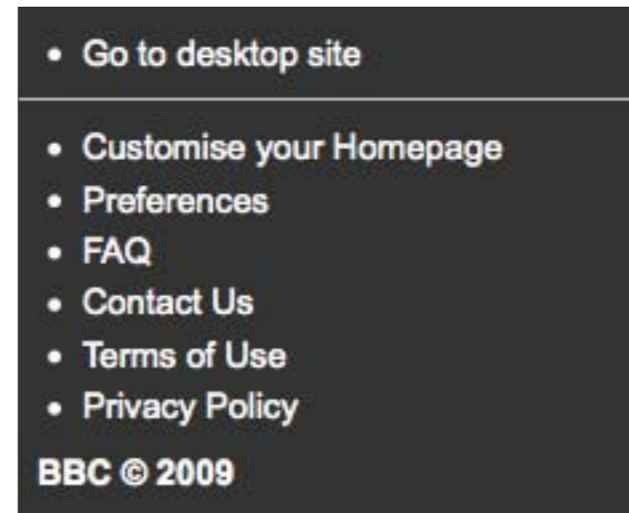 • Go to desktop site
• Customise your Homepage
• Preferences
• FAQ
• Contact Us
• Terms of Use
• Privacy Policy
BBC © 2009